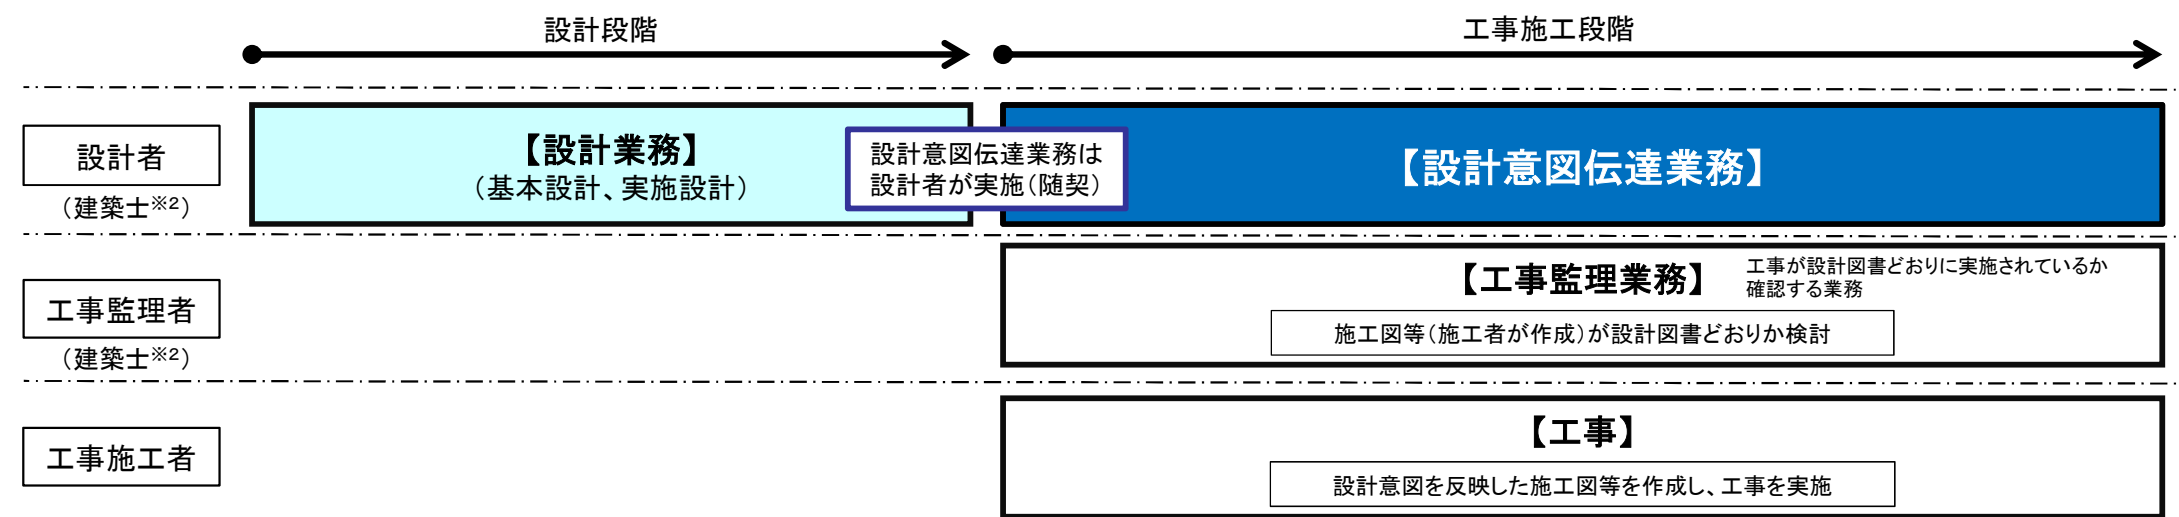 設計段階
工事施工段階
設計者
(建築士※2)
【設計業務】
(基本設計、実施設計)
設計意図伝達業務は
設計者が実施(随契)
【設計意図伝達業務】
工事監理者
(建築士※2)
【工事監理業務】
工事が設計図書どおりに実施されているか
確認する業務
施工図等(施工者が作成)が設計図書どおりか検討
工事施工者
【工事】
設計意図を反映した施工図等を作成し、工事を実施